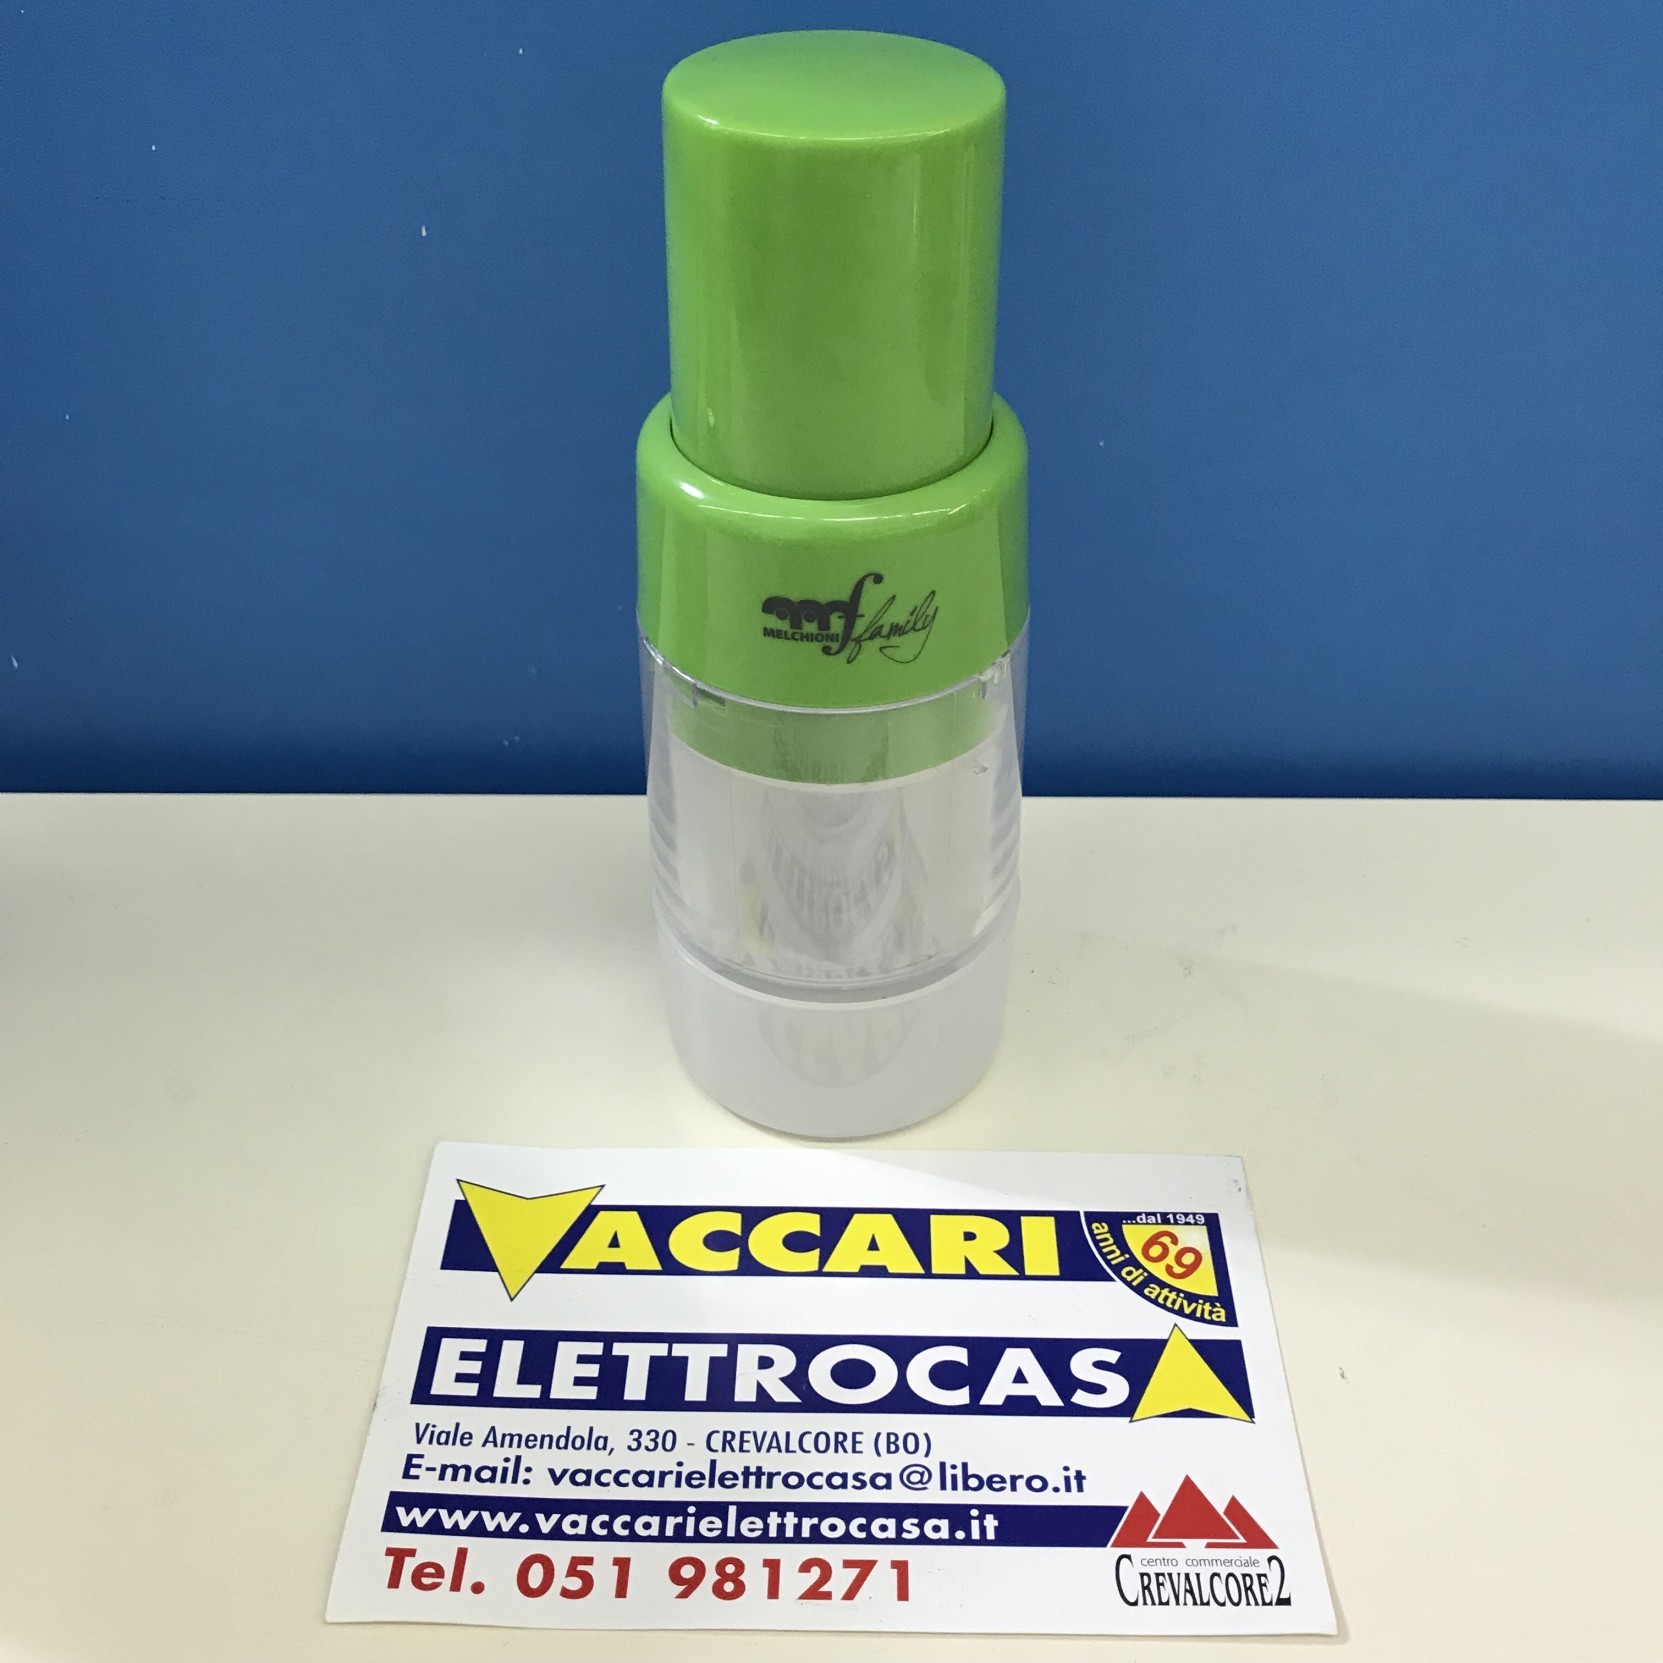 MELCHIONI family
VACCARI
...dal 1949
69
anni di attività
ELETTROCASA
Viale Amendola, 330 - CREVALCORE (BO)
E-mail: vaccarielettrocasa@libero.it
www.vaccarielettrocasa.it
Tel. 051 981271
centro commerciale
CREVALCORE2